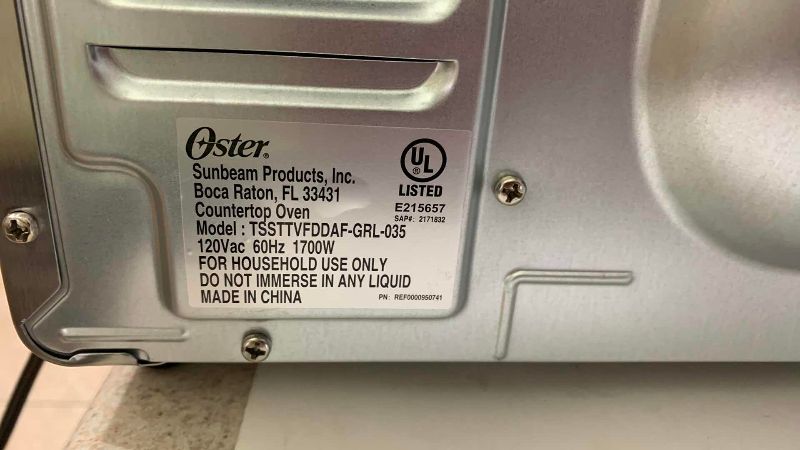 Oster
Sunbeam Products, Inc.
Boca Raton, FL 33431
Countertop Oven
Model : TSSTTVFDDAF-GRL-035
120Vac 60Hz 1700W
FOR HOUSEHOLD USE ONLY
DO NOT IMMERSE IN ANY LIQUID
MADE IN CHINA
UL
LISTED
E215657
SAP#: 2171832
PN: REF0000950741